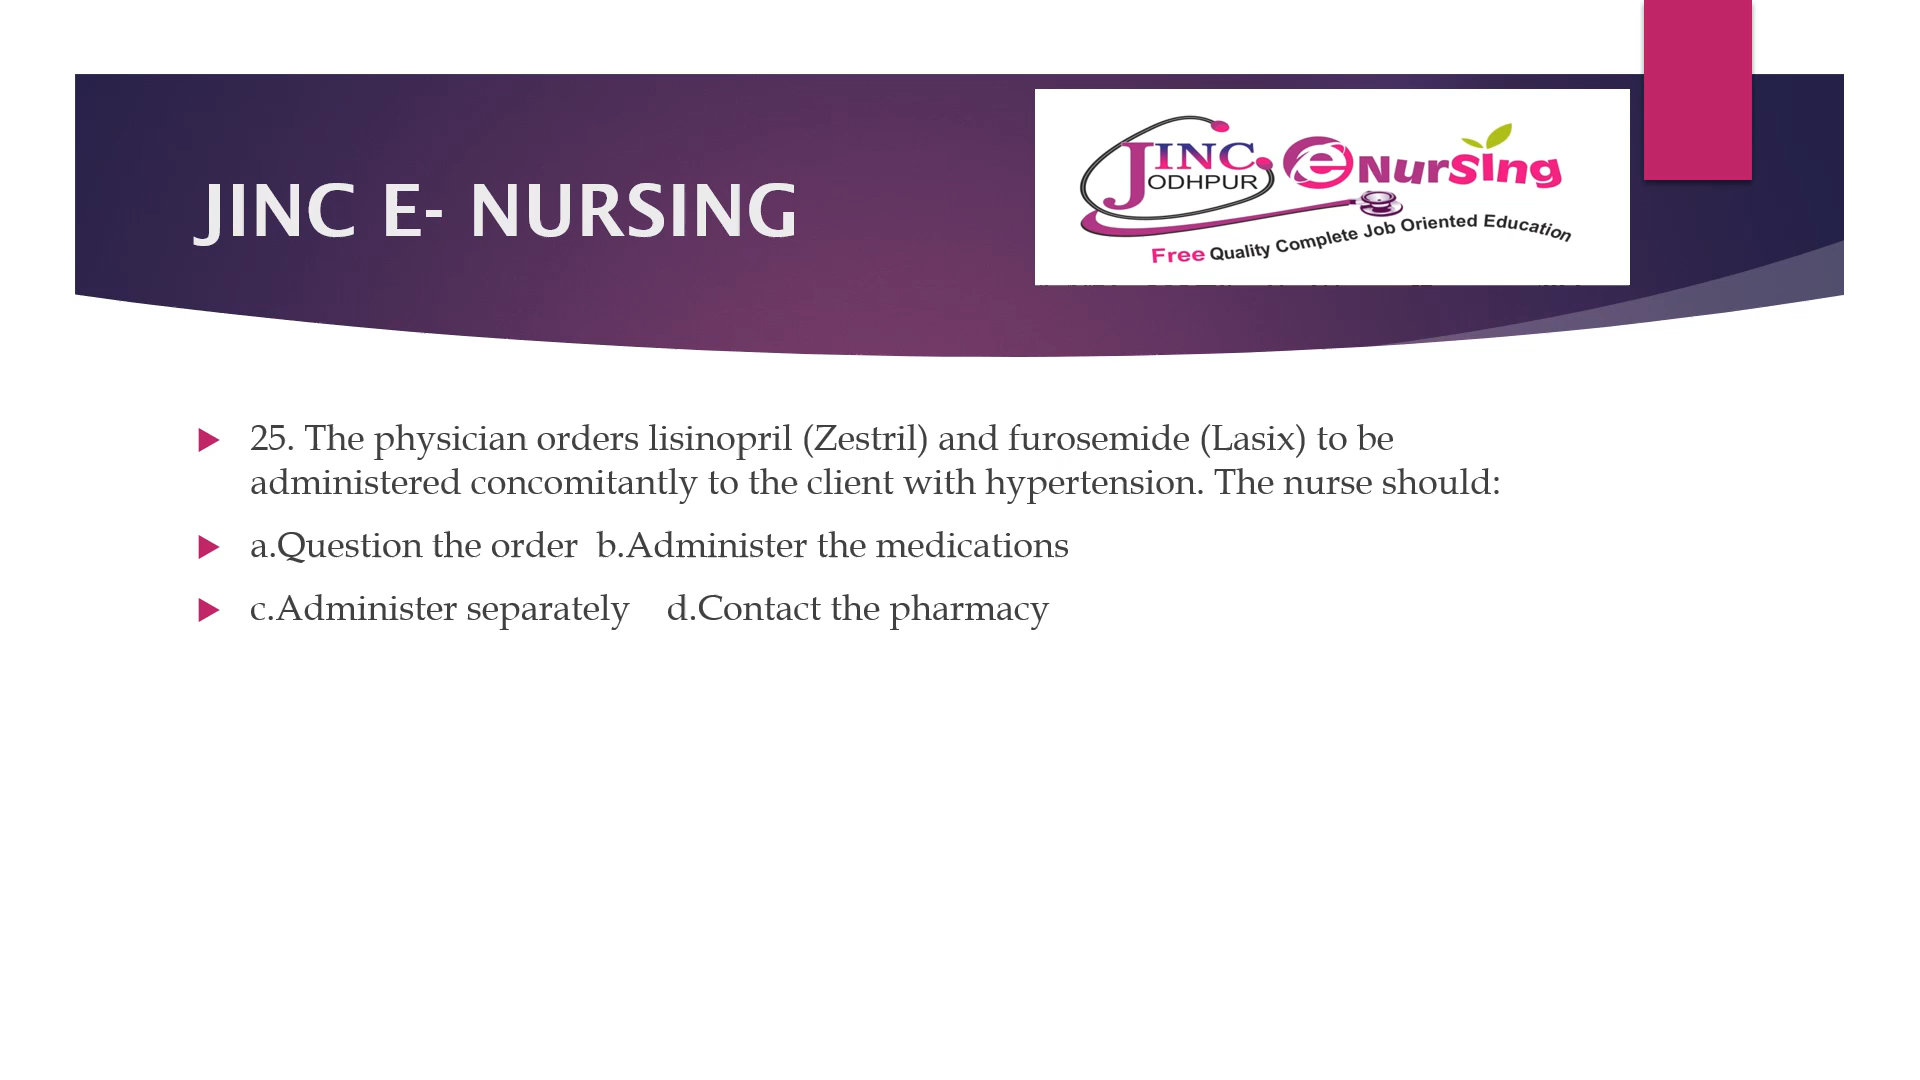 JINC E- NURSING
JINC
ODHPUR
eNursing
Free Quality Complete Job Oriented Education
25. The physician orders lisinopril (Zestril) and furosemide (Lasix) to be
administered concomitantly to the client with hypertension. The nurse should:
a.Question the order  b.Administer the medications
c.Administer separately    d.Contact the pharmacy